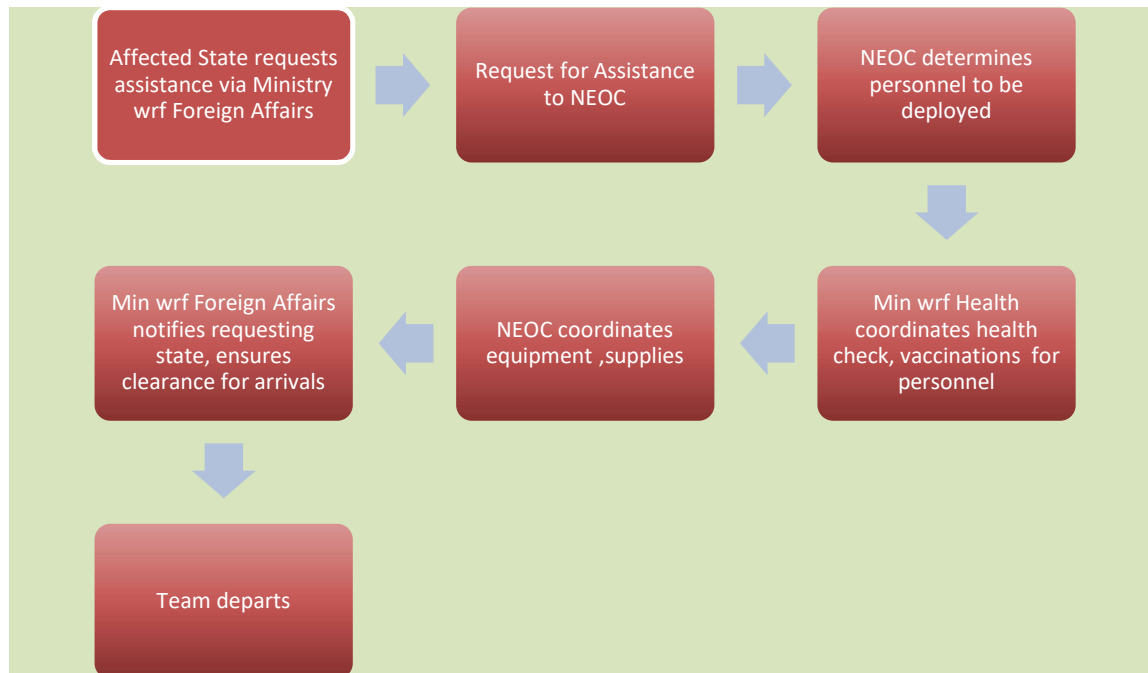 Affected State requests
assistance via Ministry
wrf Foreign Affairs
Request for Assistance
to NEOC
NEOC determines
personnel to be
deployed
Min wrf Health
coordinates health
check, vaccinations for
personnel
NEOC coordinates
equipment ,supplies
Min wrf Foreign Affairs
notifies requesting
state, ensures
clearance for arrivals
Team departs